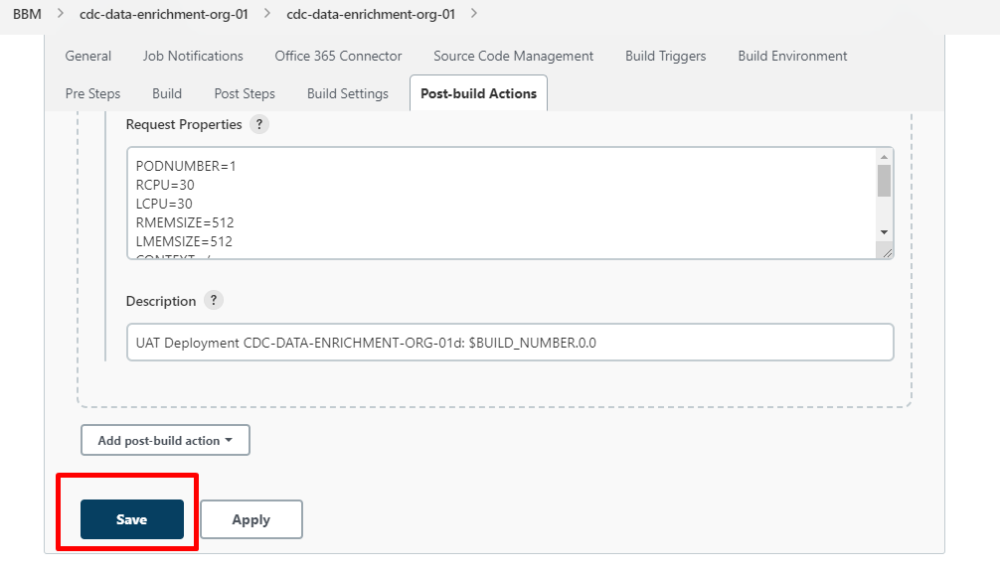 BBM > cdc-data-enrichment-org-01 > cdc-data-enrichment-org-01 >
General Job Notifications Office 365 Connector Source Code Management Build Triggers Build Environment
Pre Steps Build Post Steps Build Settings Post-build Actions
Request Properties ?
PODNUMBER=1
RCPU=30
LCPU=30
RMEMSIZE=512
LMEMSIZE=512
CONTEXT=/
Description ?
UAT Deployment CDC-DATA-ENRICHMENT-ORG-01d: $BUILD_NUMBER.0.0
Add post-build action
Save Apply